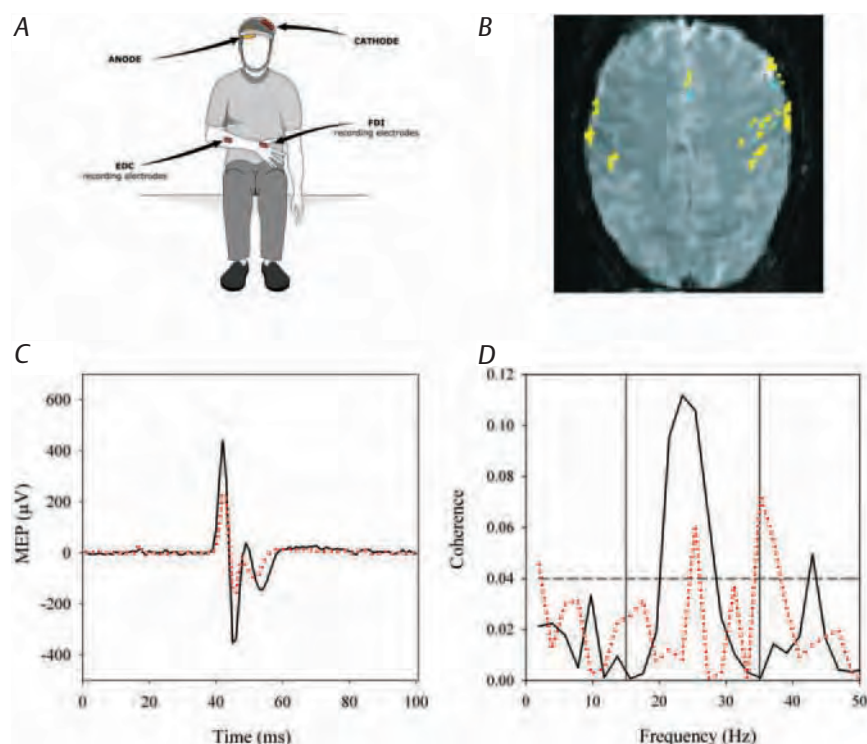 A
ANODE
CATHODE
FDI
recording electrodes
EDC
recording electrodes
B
C
600
400
200
0
-200
-400
MEP (µV)
0 20 40 60 80 100
Time (ms)
D
0.12
0.10
0.08
0.06
0.04
0.02
0.00
Coherence
0 10 20 30 40 50
Frequency (Hz)